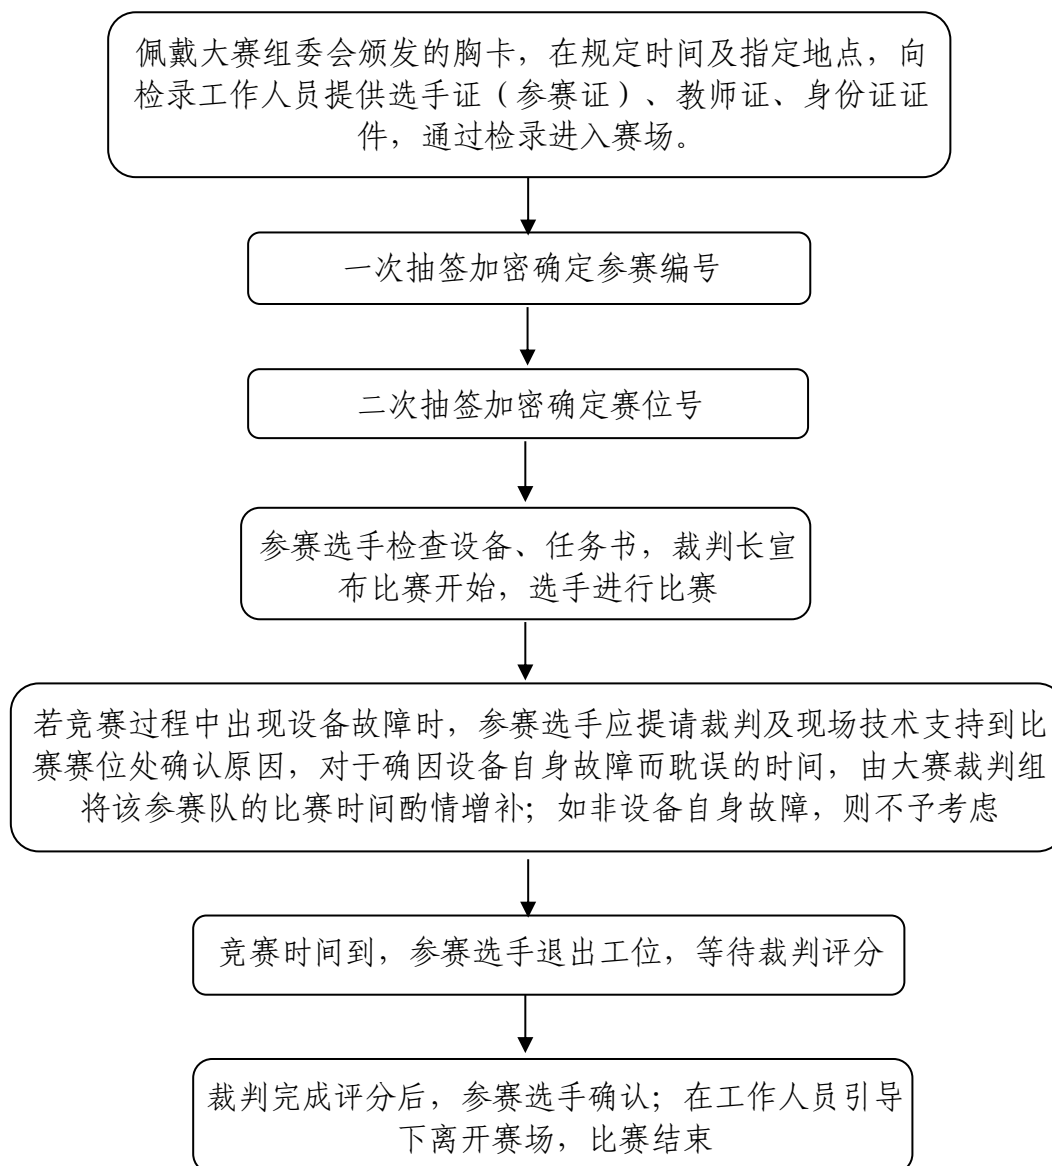 佩戴大赛组委会颁发的胸卡，在规定时间及指定地点，向
检录工作人员提供选手证（参赛证）、教师证、身份证证
件，通过检录进入赛场。
一次抽签加密确定参赛编号
二次抽签加密确定赛位号
参赛选手检查设备、任务书，裁判长宣
布比赛开始，选手进行比赛
若竞赛过程中出现设备故障时，参赛选手应提请裁判及现场技术支持到比
赛赛位处确认原因，对于确因设备自身故障而耽误的时间，由大赛裁判组
将该参赛队的比赛时间酌情增补；如非设备自身故障，则不予考虑
竞赛时间到，参赛选手退出工位，等待裁判评分
裁判完成评分后，参赛选手确认；在工作人员引导
下离开赛场，比赛结束